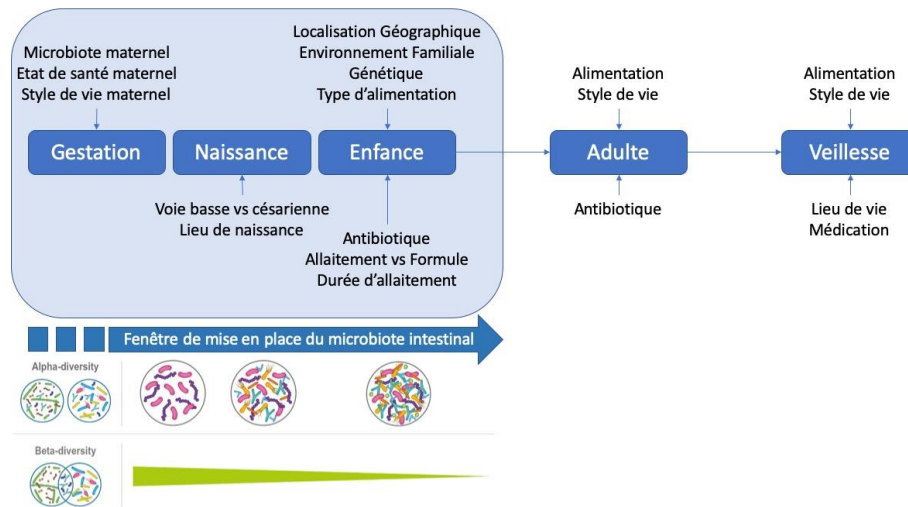 Microbiote maternel
Etat de santé maternel
Style de vie maternel
Localisation Géographique
Environnement Familiale
Génétique
Type d'alimentation
Alimentation
Style de vie
Alimentation
Style de vie
Gestation
Naissance
Enfance
Adulte
Veillesse
Voie basse vs césarienne
Lieu de naissance
Antibiotique
Allaitement vs Formule
Durée d'allaitement
Antibiotique
Lieu de vie
Médication
Fenêtre de mise en place du microbiote intestinal
Alpha-diversity
Beta-diversity